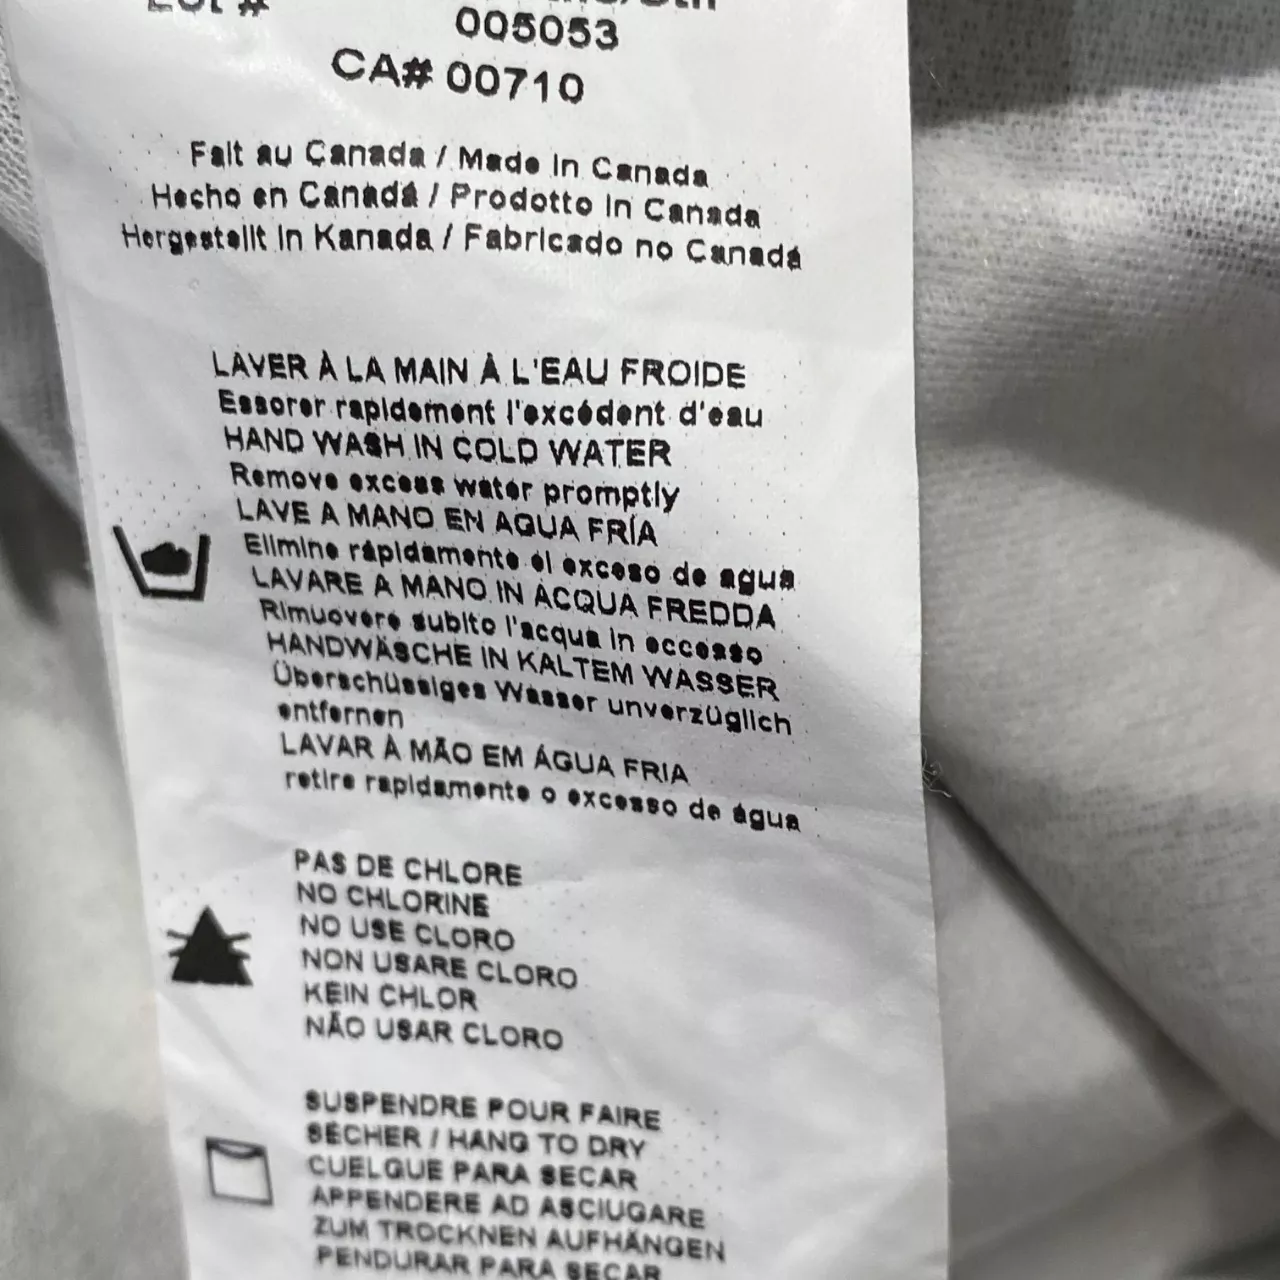 LOT #
005053
CA# 00710
Fait au Canada / Made in Canada
Hecho en Canadá / Prodotto in Canada
Hergestellt in Kanada / Fabricado no Canadá
LAVER À LA MAIN À L'EAU FROIDE
Essorer rapidement l'excédent d'eau
HAND WASH IN COLD WATER
Remove excess water promptly
LAVE A MANO EN AGUA FRÍA
Elimine rápidamente el exceso de agua
LAVARE A MANO IN ACQUA FREDDA
Rimuovere subito l'acqua in eccesso
HANDWÄSCHE IN KALTEM WASSER
Überschüssiges Wasser unverzüglich
entfernen
LAVAR À MÃO EM ÁGUA FRIA
retire rapidamente o excesso de água
PAS DE CHLORE
NO CHLORINE
NO USE CLORO
NON USARE CLORO
KEIN CHLOR
NÃO USAR CLORO
SUSPENDRE POUR FAIRE
SÉCHER / HANG TO DRY
CUELGUE PARA SECAR
APPENDERE AD ASCIUGARE
ZUM TROCKNEN AUFHÄNGEN
PENDURAR PARA SECAR